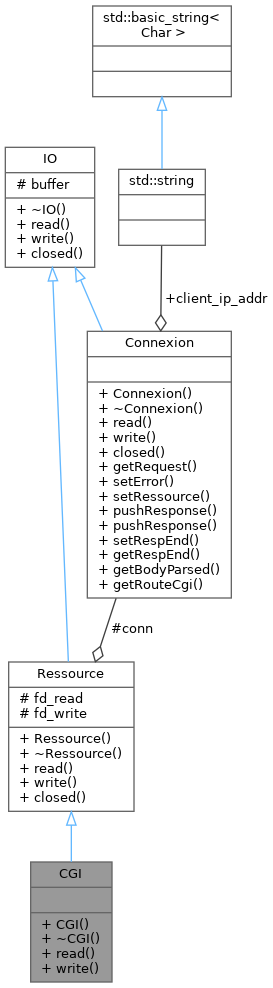 std::basic_string<
Char >
std::string
IO
# buffer
+ ~IO()
+ read()
+ write()
+ closed()
+client_ip_addr
Connexion
+ Connexion()
+ ~Connexion()
+ read()
+ write()
+ closed()
+ getRequest()
+ setError()
+ setRessource()
+ pushResponse()
+ pushResponse()
+ setRespEnd()
+ getRespEnd()
+ getBodyParsed()
+ getRouteCgi()
#conn
Ressource
# fd_read
# fd_write
+ Ressource()
+ ~Ressource()
+ read()
+ write()
+ closed()
CGI
+ CGI()
+ ~CGI()
+ read()
+ write()